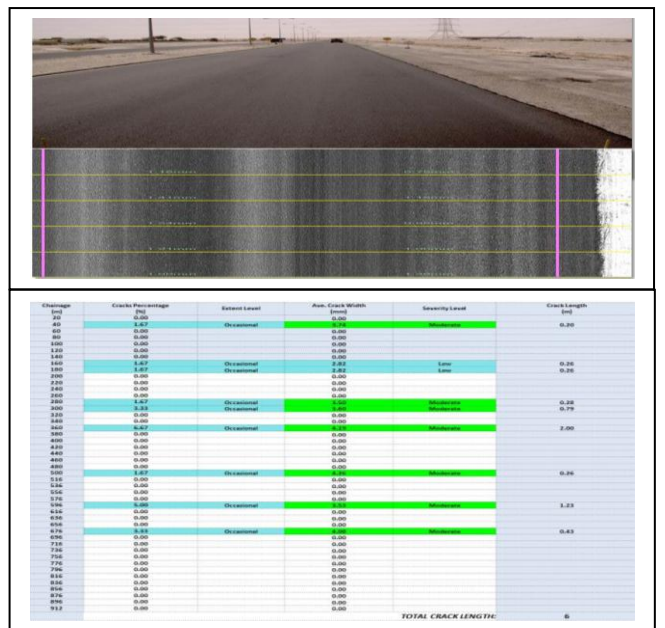 Chainage (m) Cracks Percentage (%) Extent Level Ave. Crack Width (mm) Severity Level Crack Length (m)
20 0.00 0.00
40 1.67 Occasional Moderate 0.20
60 0.00 0.00
80 0.00 0.00
100 0.00 0.00
120 0.00 0.00
140 0.00 0.00
160 1.67 Occasional 2.82 Low 0.26
180 1.67 Occasional 1.82 Low 0.26
200 0.00 0.00
220 0.00 0.00
240 0.00 0.00
260 0.00 0.00
280 1.67 Occasional 3.50 Moderate 0.28
300 3.33 Occasional 3.60 Moderate 0.79
320 0.00 0.00
340 0.00 0.00
360 6.67 Occasional 4.19 Moderate 2.00
380 0.00 0.00
400 0.00 0.00
420 0.00 0.00
440 0.00 0.00
460 0.00 0.00
480 0.00 0.00
500 1.67 Occasional 4.36 Moderate 0.26
516 0.00 0.00
536 0.00 0.00
556 0.00 0.00
576 0.00 0.00
596 5.00 Occasional 3.55 Moderate 1.23
616 0.00 0.00
636 0.00 0.00
656 0.00 0.00
676 3.33 Occasional Moderate 0.43
696 0.00 0.00
716 0.00 0.00
736 0.00 0.00
756 0.00 0.00
776 0.00 0.00
796 0.00 0.00
816 0.00 0.00
836 0.00 0.00
856 0.00 0.00
876 0.00 0.00
896 0.00 0.00
912 0.00 0.00
TOTAL CRACK LENGTH: 6